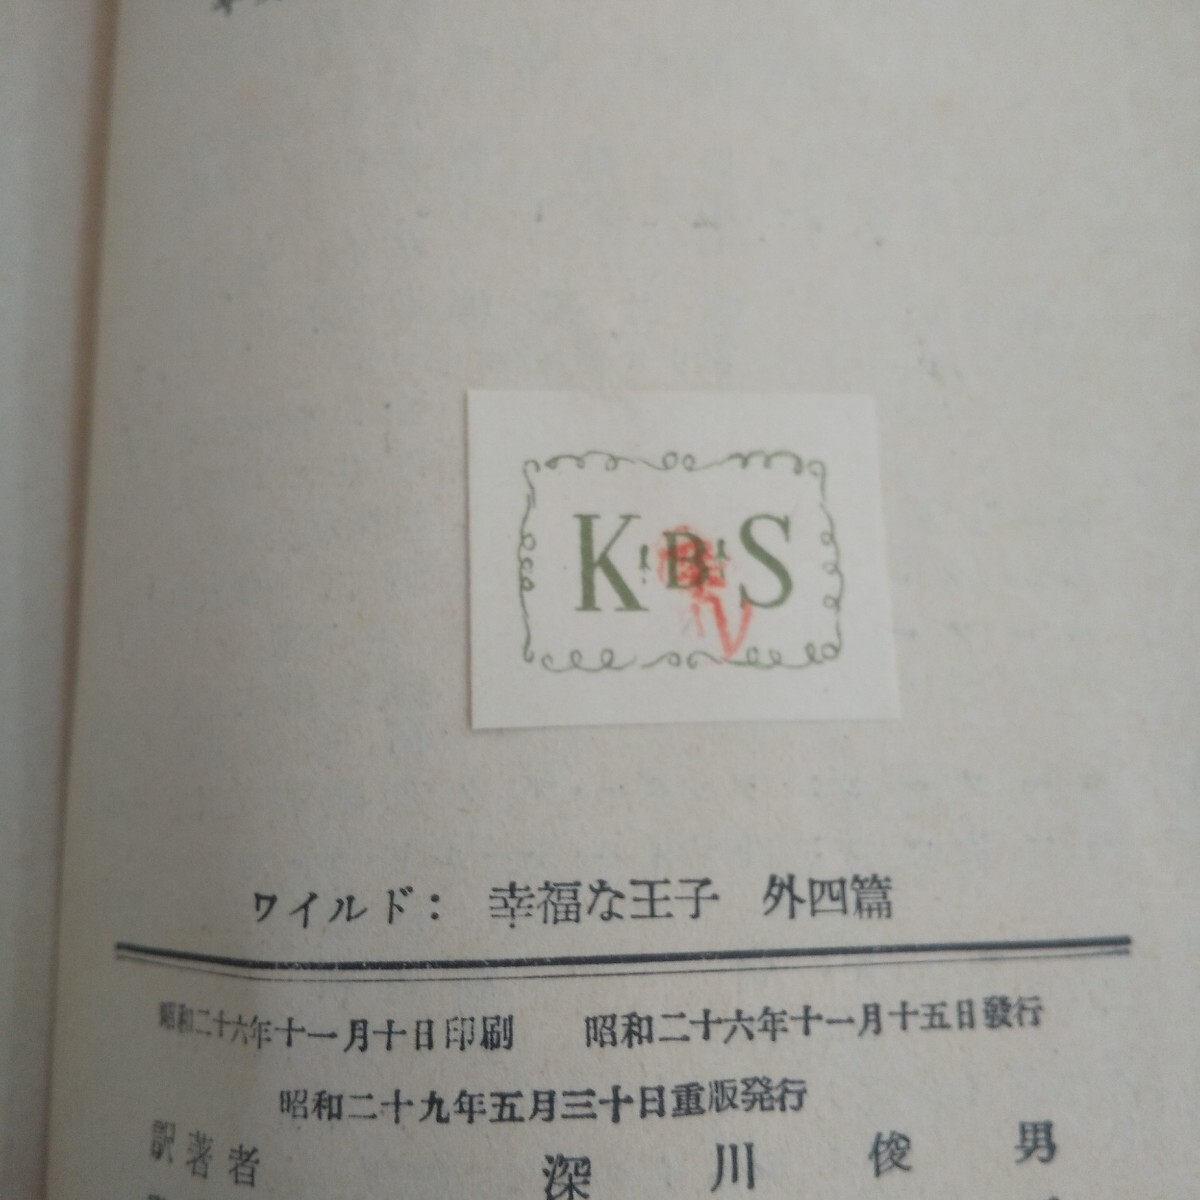 K·B·S
ワイルド: 幸福な王子 外四篇
昭和二十六年十一月十日印刷 昭和二十六年十一月十五日發行
昭和二十九年五月三十日重版発行
訳著者 深川俊男